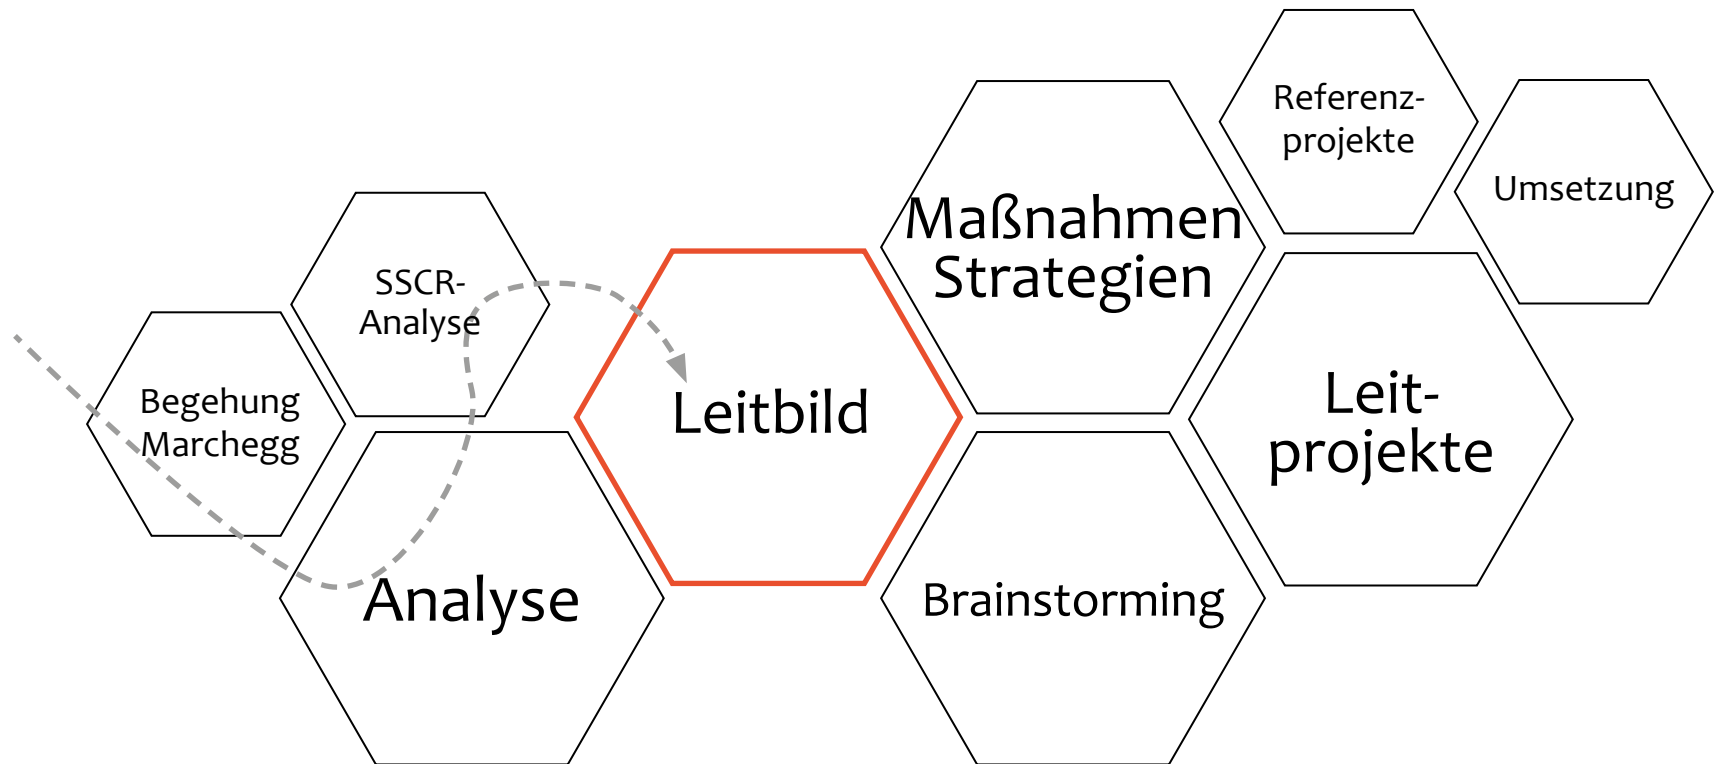 Begehung
Marchegg
SSCR-
Analyse
Analyse
Leitbild
Maßnahmen
Strategien
Brainstorming
Referenz-
projekte
Umsetzung
Leit-
projekte